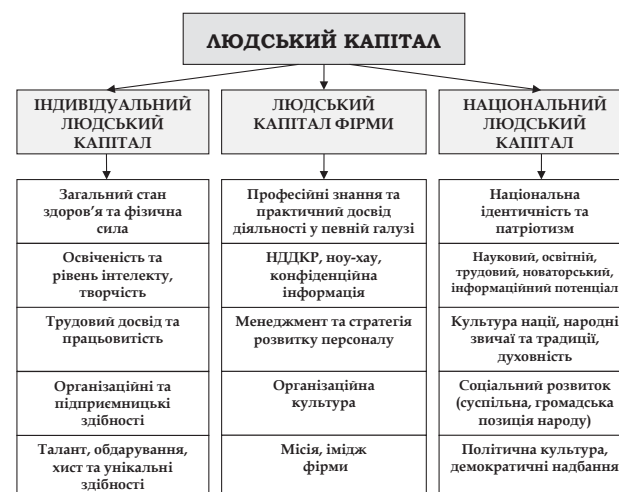 ЛЮДСЬКИЙ КАПІТАЛ
ІНДИВІДУАЛЬНИЙ
ЛЮДСЬКИЙ
КАПІТАЛ
Загальний стан
здоров'я та фізична
сила
Освіченість та
рівень інтелекту,
творчість
Трудовий досвід та
працьовитість
Організаційні та
підприємницькі
здібності
Талант, обдарування,
хист та унікальні
здібності
ЛЮДСЬКИЙ
КАПІТАЛ ФІРМИ
Професійні знання та
практичний досвід
діяльності у певній галузі
НДДКР, ноу-хау,
конфіденційна
інформація
Менеджмент та стратегія
розвитку персоналу
Організаційна
культура
Місія, імідж
фірми
НАЦІОНАЛЬНИЙ
ЛЮДСЬКИЙ
КАПІТАЛ
Національна
ідентичність та
патріотизм
Науковий, освітній,
трудовий, новаторський,
інформаційний потенціал
Культура нації, народні
звичаї та традиції,
духовність
Соціальний розвиток
(суспільна, громадська
позиція народу)
Політична культура,
демократичні надбання